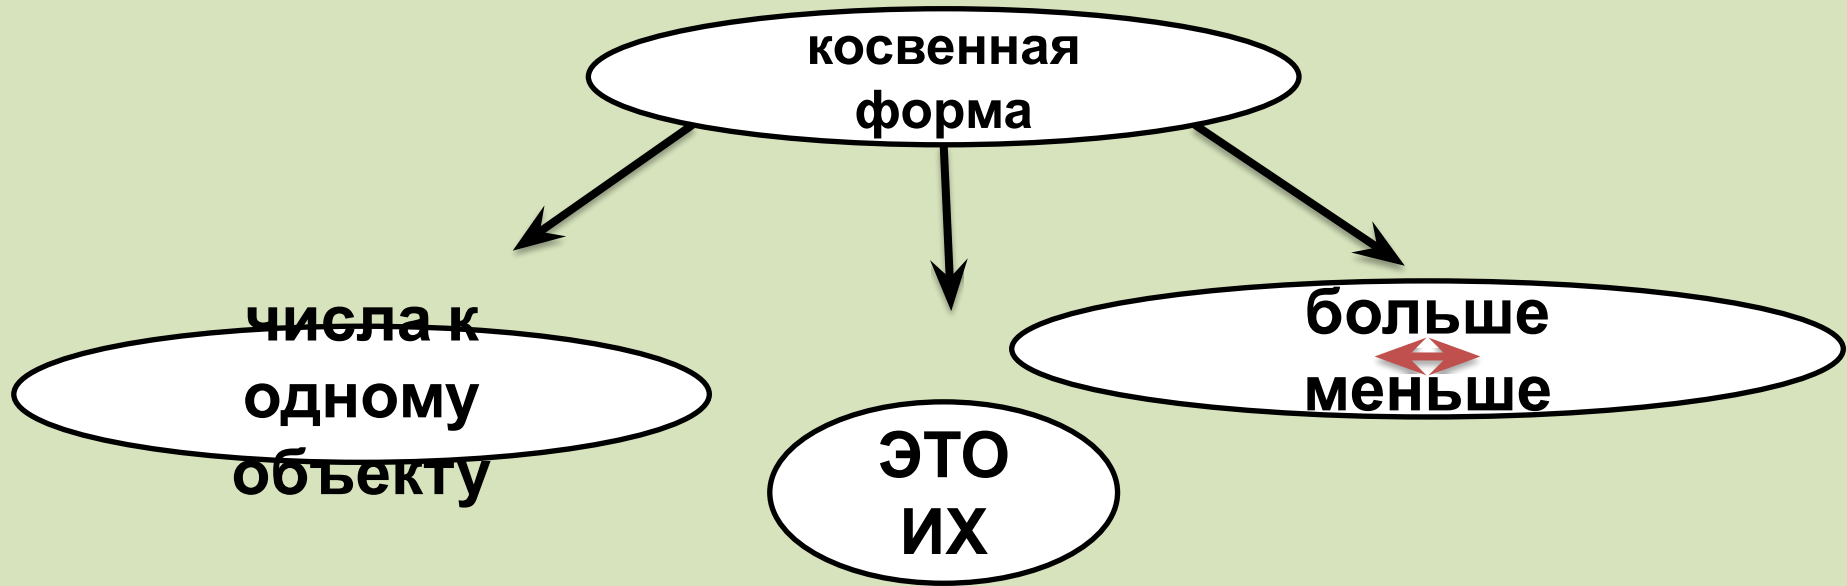 косвенная
форма
числа к
одному
объекту
ЭТО
ИХ
больше
меньше